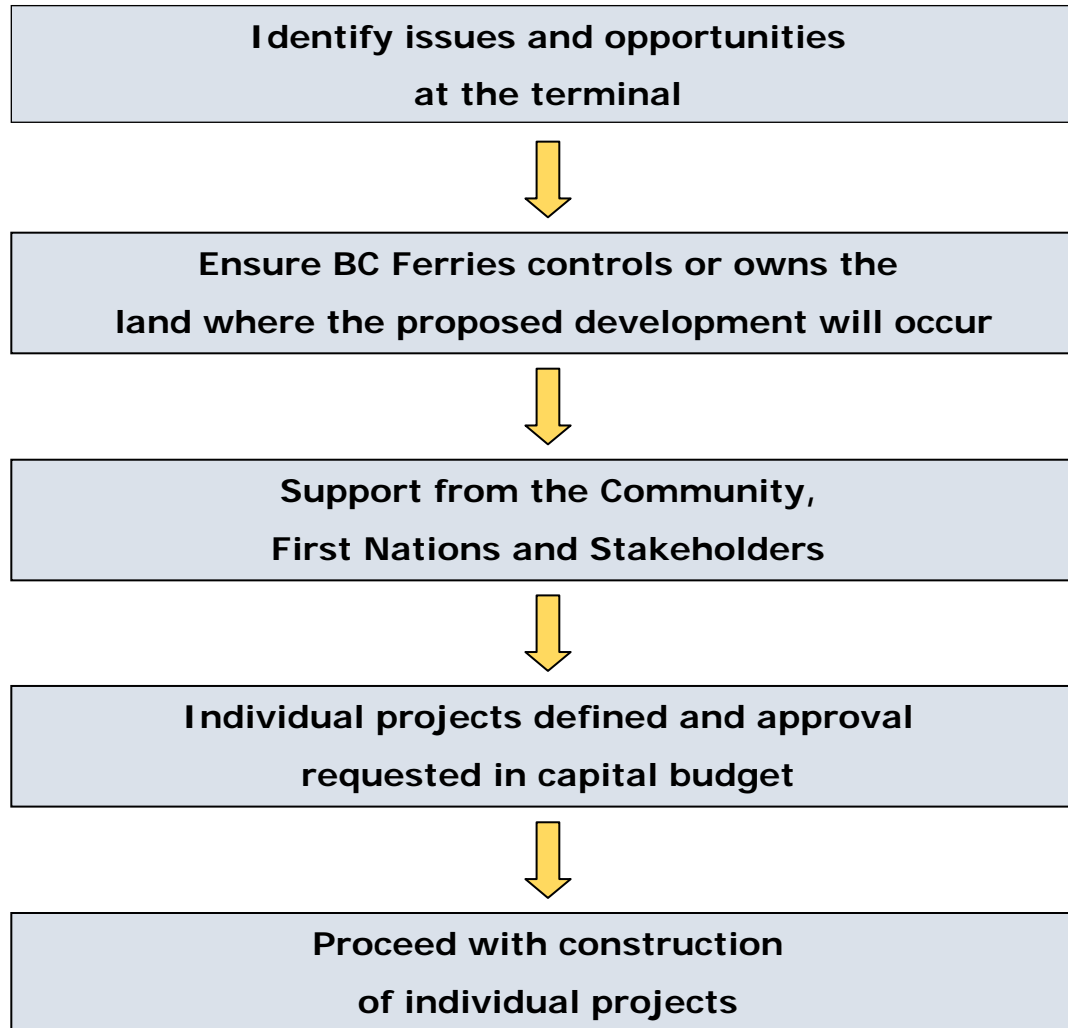 Identify issues and opportunities
at the terminal
Ensure BC Ferries controls or owns the
land where the proposed development will occur
Support from the Community,
First Nations and Stakeholders
Individual projects defined and approval
requested in capital budget
Proceed with construction
of individual projects